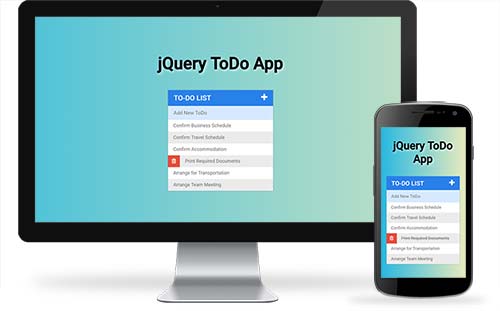 jQuery ToDo App
TO-DO LIST +
Add New ToDo
Confirm Business Schedule
Confirm Travel Schedule
Confirm Accommodation
Print Required Documents
Arrange for Transportation
Arrange Team Meeting
jQuery ToDo
App
TO-DO LIST +
Add New ToDo
Confirm Business Schedule
Confirm Travel Schedule
Confirm Accommodation
Print Required Documents
Arrange for Transportation
Arrange Team Meeting